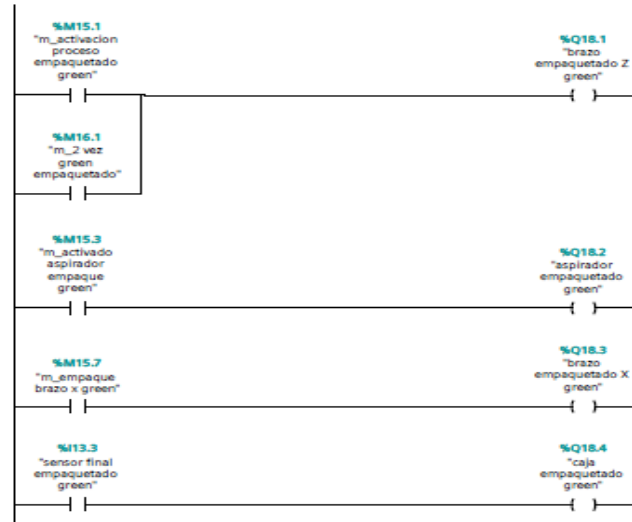 %M15.1
"m_activacion
proceso
empaquetado
green"
%Q18.1
"brazo
empaquetado Z
green"
%M16.1
"m_2 vez
green
empaquetado"
%M15.3
"m_activado
aspirador
empaque
green"
%Q18.2
"aspirador
empaquetado
green"
%M15.7
"m_empaque
brazo x green"
%Q18.3
"brazo
empaquetado X
green"
%I13.3
"sensor final
empaquetado
green"
%Q18.4
"caja
empaquetado
green"